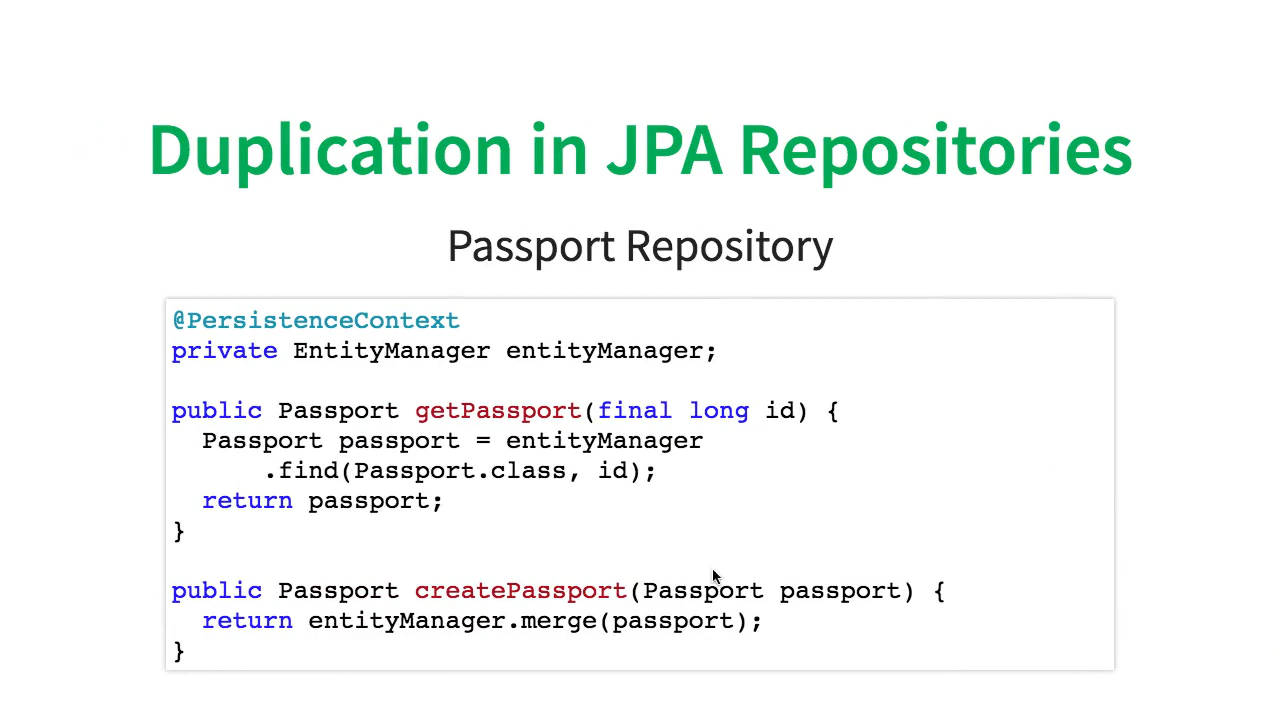 Duplication in JPA Repositories
Passport Repository
@PersistenceContext
private EntityManager entityManager;
public Passport getPassport(final long id) {
  Passport passport = entityManager
      .find(Passport.class, id);
  return passport;
}
public Passport createPassport(Passport passport) {
  return entityManager.merge(passport);
}